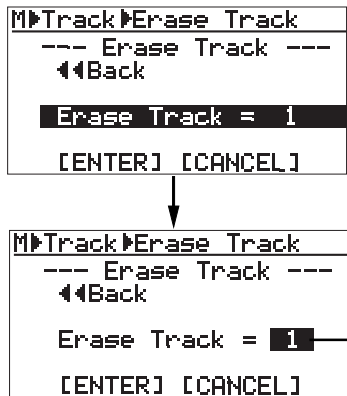 M▶Track▶Erase Track
--- Erase Track ---
◀◀Back
Erase Track = 1
[ENTER] [CANCEL]
M▶Track▶Erase Track
--- Erase Track ---
◀◀Back
Erase Track = 1
[ENTER] [CANCEL]